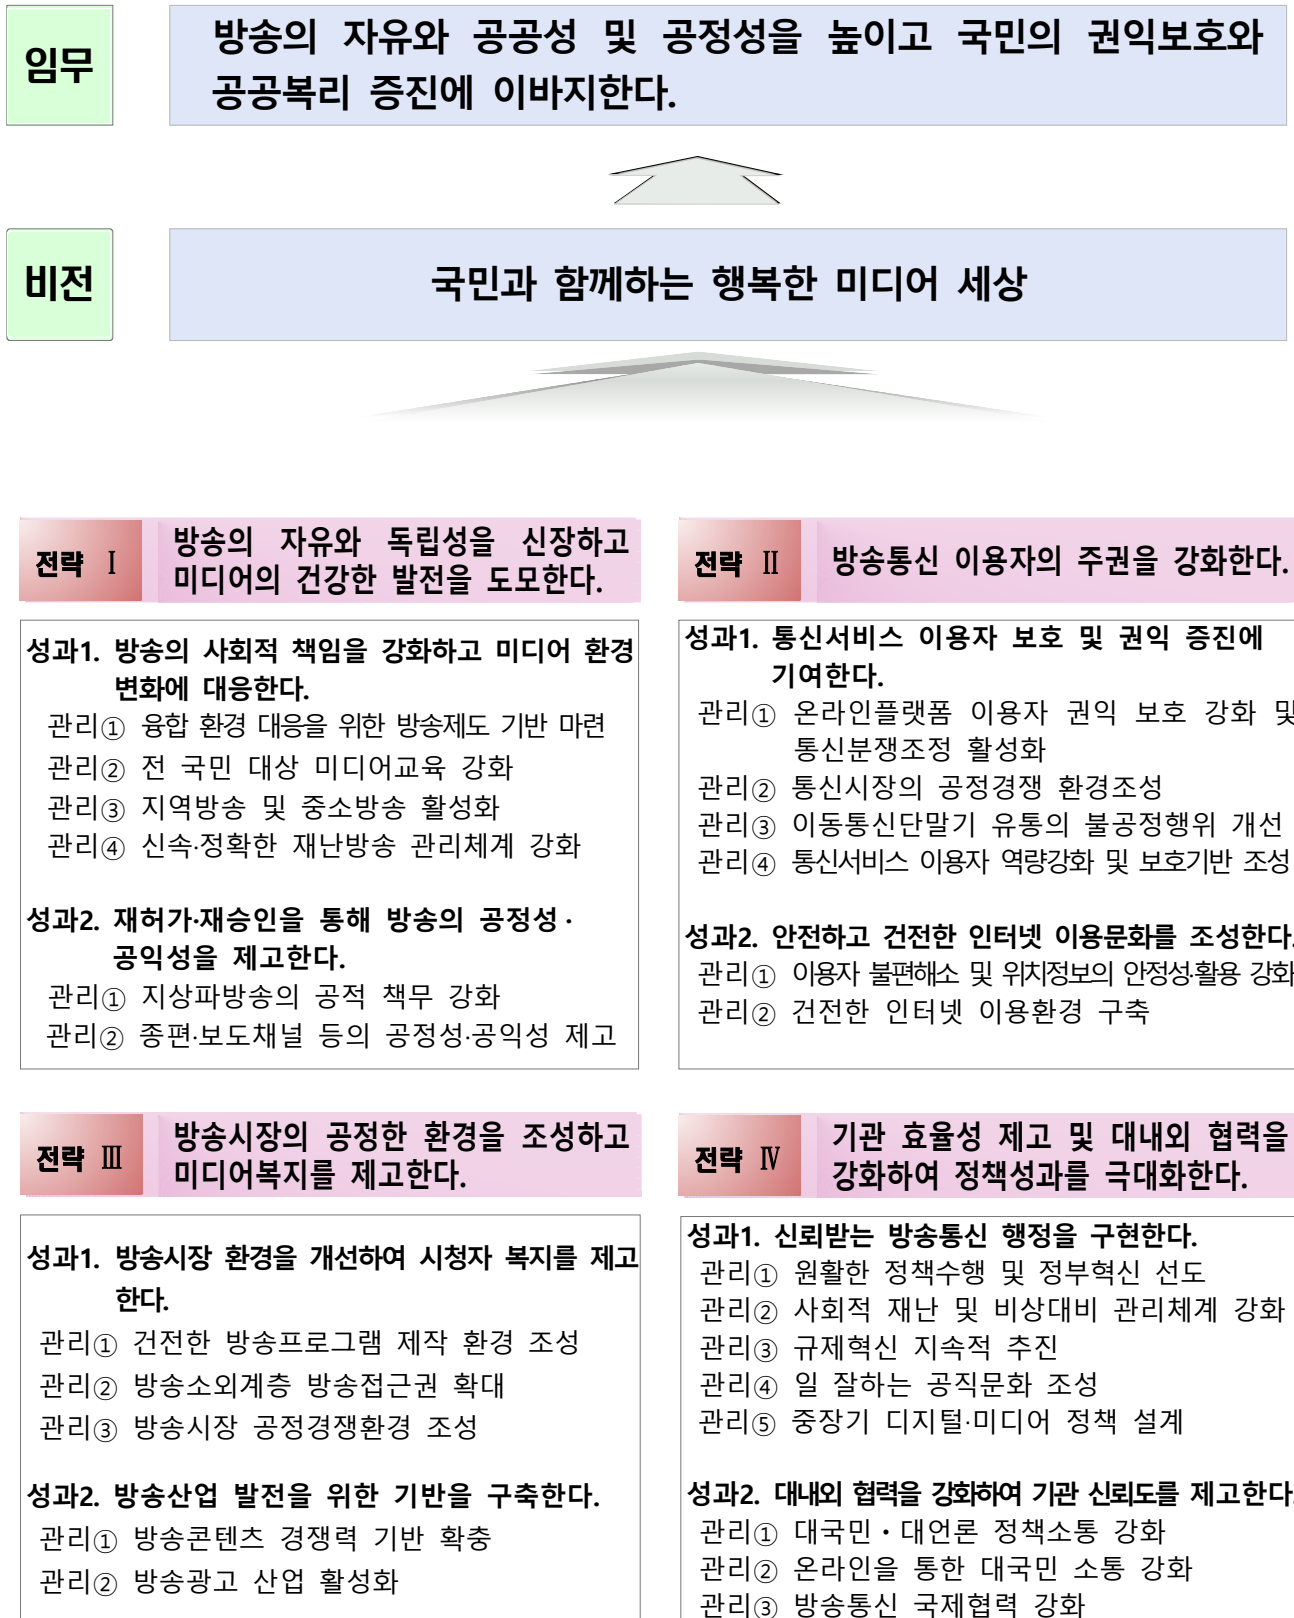 임무
방송의 자유와 공공성 및 공정성을 높이고 국민의 권익보호와
공공복리 증진에 이바지한다.
비전
국민과 함께하는 행복한 미디어 세상
전략 Ⅰ
방송의 자유와 독립성을 신장하고
미디어의 건강한 발전을 도모한다.
성과1. 방송의 사회적 책임을 강화하고 미디어 환경
변화에 대응한다.
관리① 융합 환경 대응을 위한 방송제도 기반 마련
관리② 전 국민 대상 미디어교육 강화
관리③ 지역방송 및 중소방송 활성화
관리④ 신속·정확한 재난방송 관리체계 강화
성과2. 재허가·재승인을 통해 방송의 공정성·
공익성을 제고한다.
관리① 지상파방송의 공적 책무 강화
관리② 종편·보도채널 등의 공정성·공익성 제고
전략 Ⅱ
방송통신 이용자의 주권을 강화한다.
성과1. 통신서비스 이용자 보호 및 권익 증진에
기여한다.
관리① 온라인플랫폼 이용자 권익 보호 강화 및
통신분쟁조정 활성화
관리② 통신시장의 공정경쟁 환경조성
관리③ 이동통신단말기 유통의 불공정행위 개선
관리④ 통신서비스 이용자 역량강화 및 보호기반 조성
성과2. 안전하고 건전한 인터넷 이용문화를 조성한다.
관리① 이용자 불편해소 및 위치정보의 안정성·활용 강화
관리② 건전한 인터넷 이용환경 구축
전략 Ⅲ
방송시장의 공정한 환경을 조성하고
미디어복지를 제고한다.
성과1. 방송시장 환경을 개선하여 시청자 복지를 제고
한다.
관리① 건전한 방송프로그램 제작 환경 조성
관리② 방송소외계층 방송접근권 확대
관리③ 방송시장 공정경쟁환경 조성
성과2. 방송산업 발전을 위한 기반을 구축한다.
관리① 방송콘텐츠 경쟁력 기반 확충
관리② 방송광고 산업 활성화
전략 Ⅳ
기관 효율성 제고 및 대내외 협력을
강화하여 정책성과를 극대화한다.
성과1. 신뢰받는 방송통신 행정을 구현한다.
관리① 원활한 정책수행 및 정부혁신 선도
관리② 사회적 재난 및 비상대비 관리체계 강화
관리③ 규제혁신 지속적 추진
관리④ 일 잘하는 공직문화 조성
관리⑤ 중장기 디지털·미디어 정책 설계
성과2. 대내외 협력을 강화하여 기관 신뢰도를 제고한다.
관리① 대국민・대언론 정책소통 강화
관리② 온라인을 통한 대국민 소통 강화
관리③ 방송통신 국제협력 강화